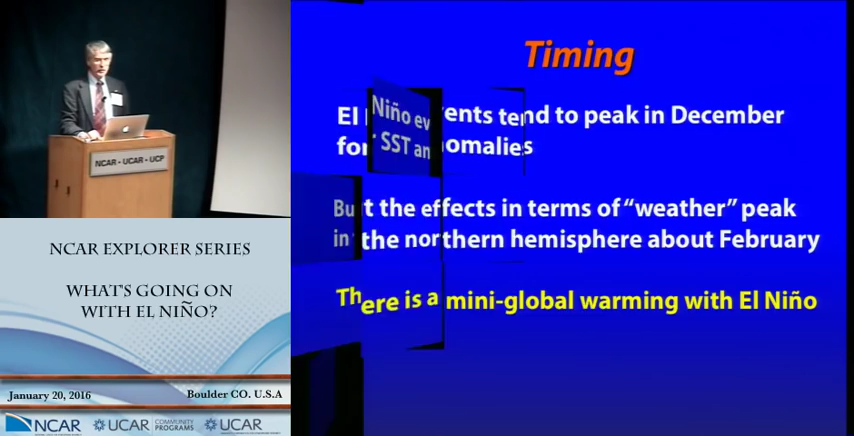 Timing
El Niño events tend to peak in December
for SST anomalies
But the effects in terms of “weather” peak
in the northern hemisphere about February
There is a mini-global warming with El Niño
NCAR - UCAR - UCP
NCAR EXPLORER SERIES
WHAT'S GOING ON
WITH EL NIÑO?
January 20, 2016
Boulder CO. U.S.A
NCAR
UCAR
COMMUNITY
PROGRAMS
UCAR